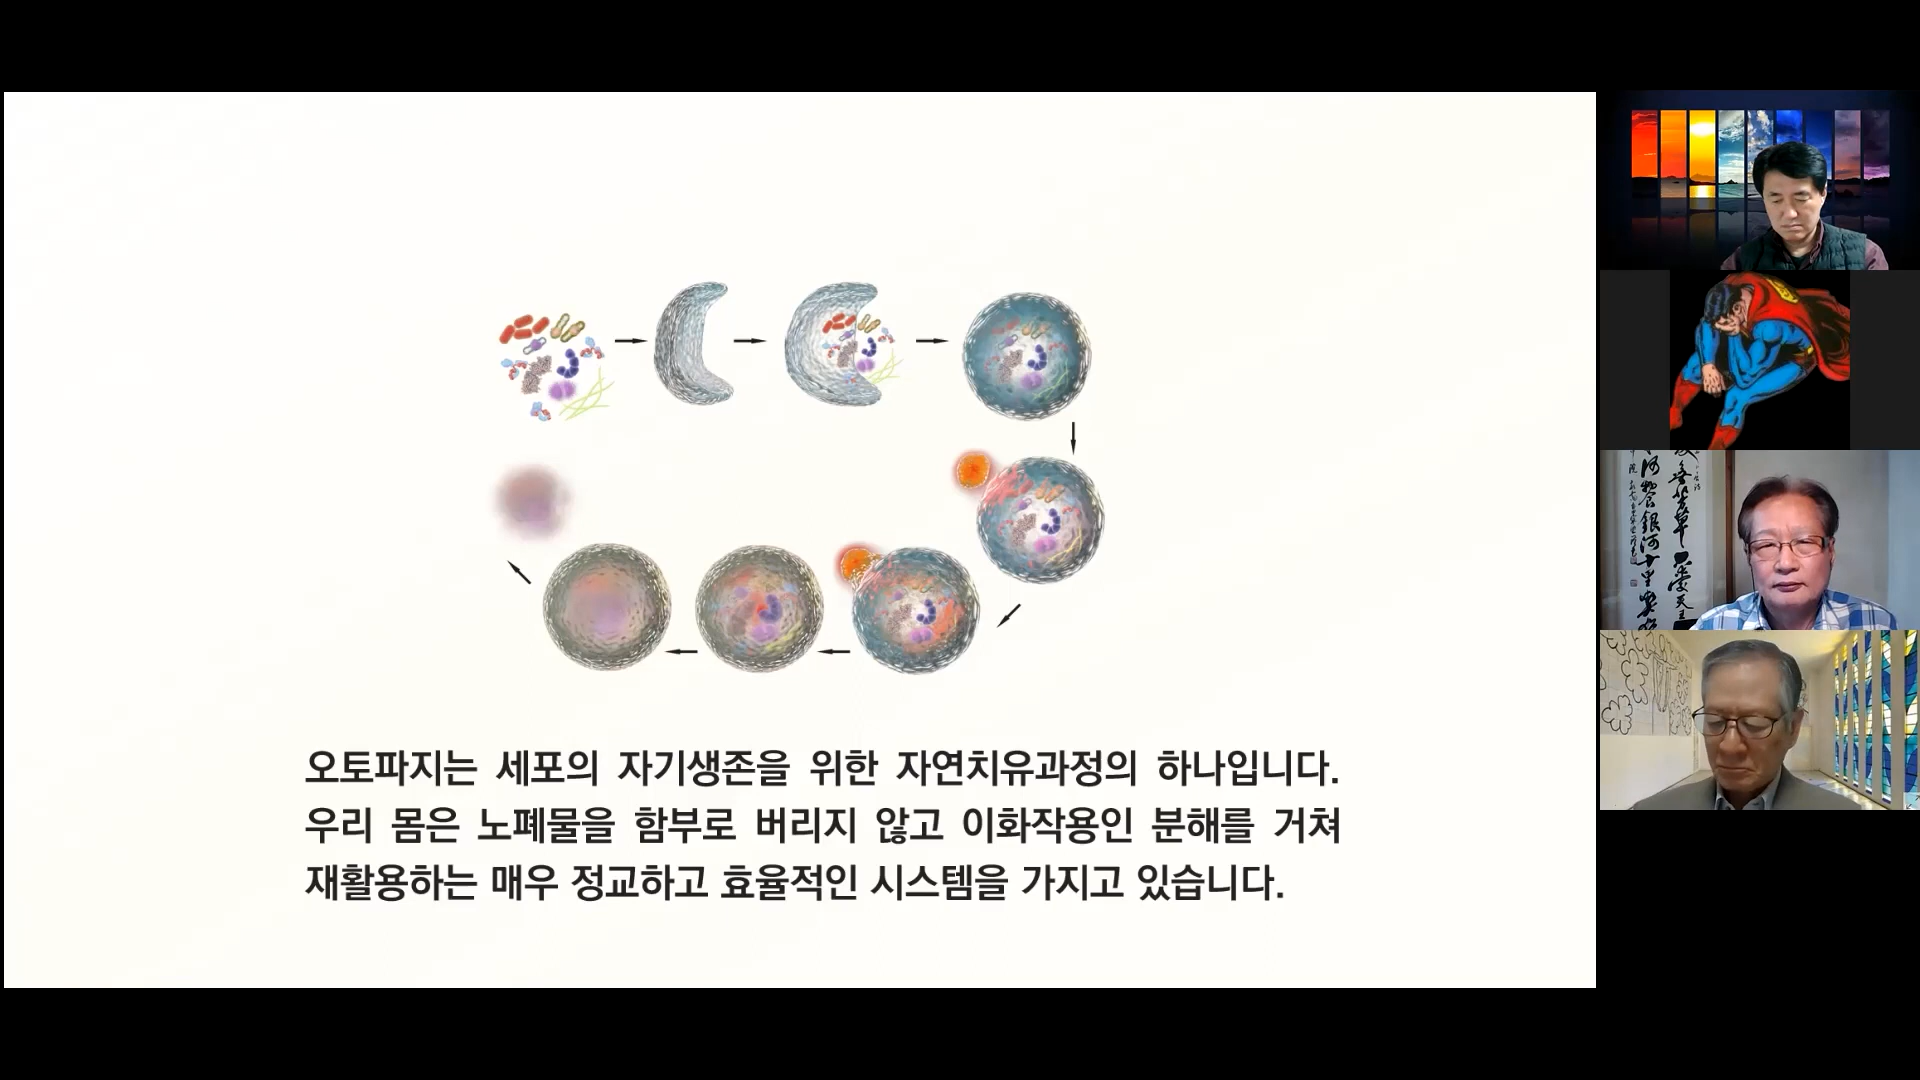 오토파지는 세포의 자기생존을 위한 자연치유과정의 하나입니다.
우리 몸은 노폐물을 함부로 버리지 않고 이화작용인 분해를 거쳐
재활용하는 매우 정교하고 효율적인 시스템을 가지고 있습니다.